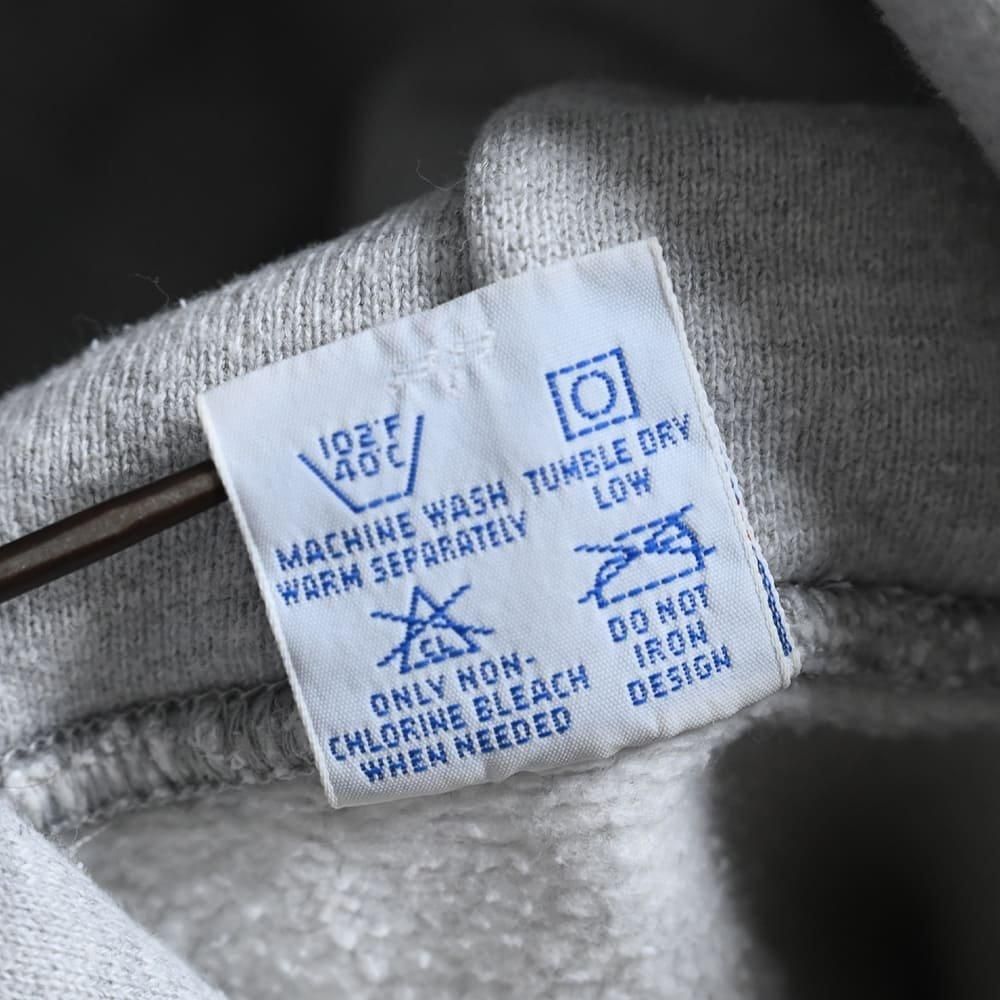 102°F
40°C
MACHINE WASH
WARM SEPARATELY
TUMBLE DRY
LOW
CL
ONLY NON-
CHLORINE BLEACH
WHEN NEEDED
DO NOT
IRON
DESIGN